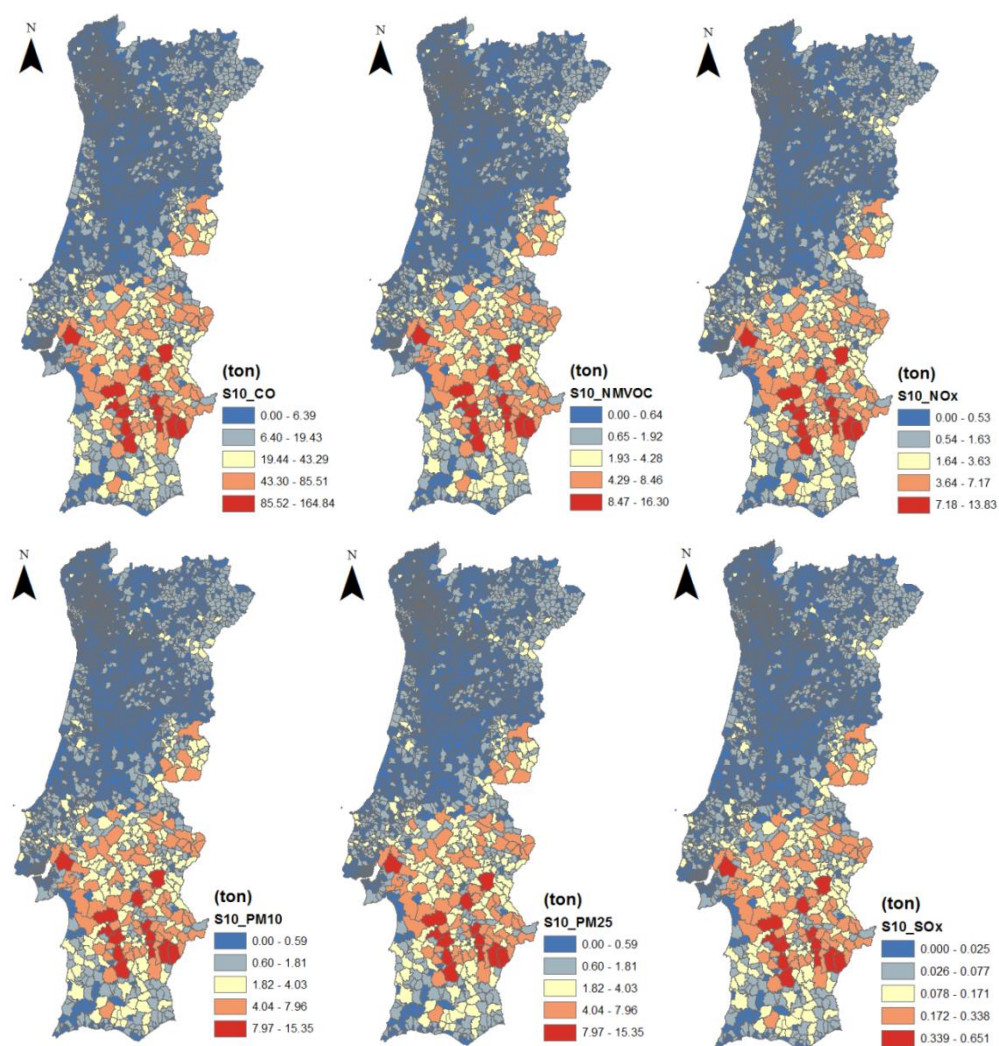 N
(ton)
S10_CO
0.00 - 6.39
6.40 - 19.43
19.44 - 43.29
43.30 - 85.51
85.52 - 164.84
N
(ton)
S10_NMVOC
0.00 - 0.64
0.65 - 1.92
1.93 - 4.28
4.29 - 8.46
8.47 - 16.30
N
(ton)
S10_NOx
0.00 - 0.53
0.54 - 1.63
1.64 - 3.63
3.64 - 7.17
7.18 - 13.83
N
(ton)
S10_PM10
0.00 - 0.59
0.60 - 1.81
1.82 - 4.03
4.04 - 7.96
7.97 - 15.35
N
(ton)
S10_PM25
0.00 - 0.59
0.60 - 1.81
1.82 - 4.03
4.04 - 7.96
7.97 - 15.35
N
(ton)
S10_SOx
0.000 - 0.025
0.026 - 0.077
0.078 - 0.171
0.172 - 0.338
0.339 - 0.651